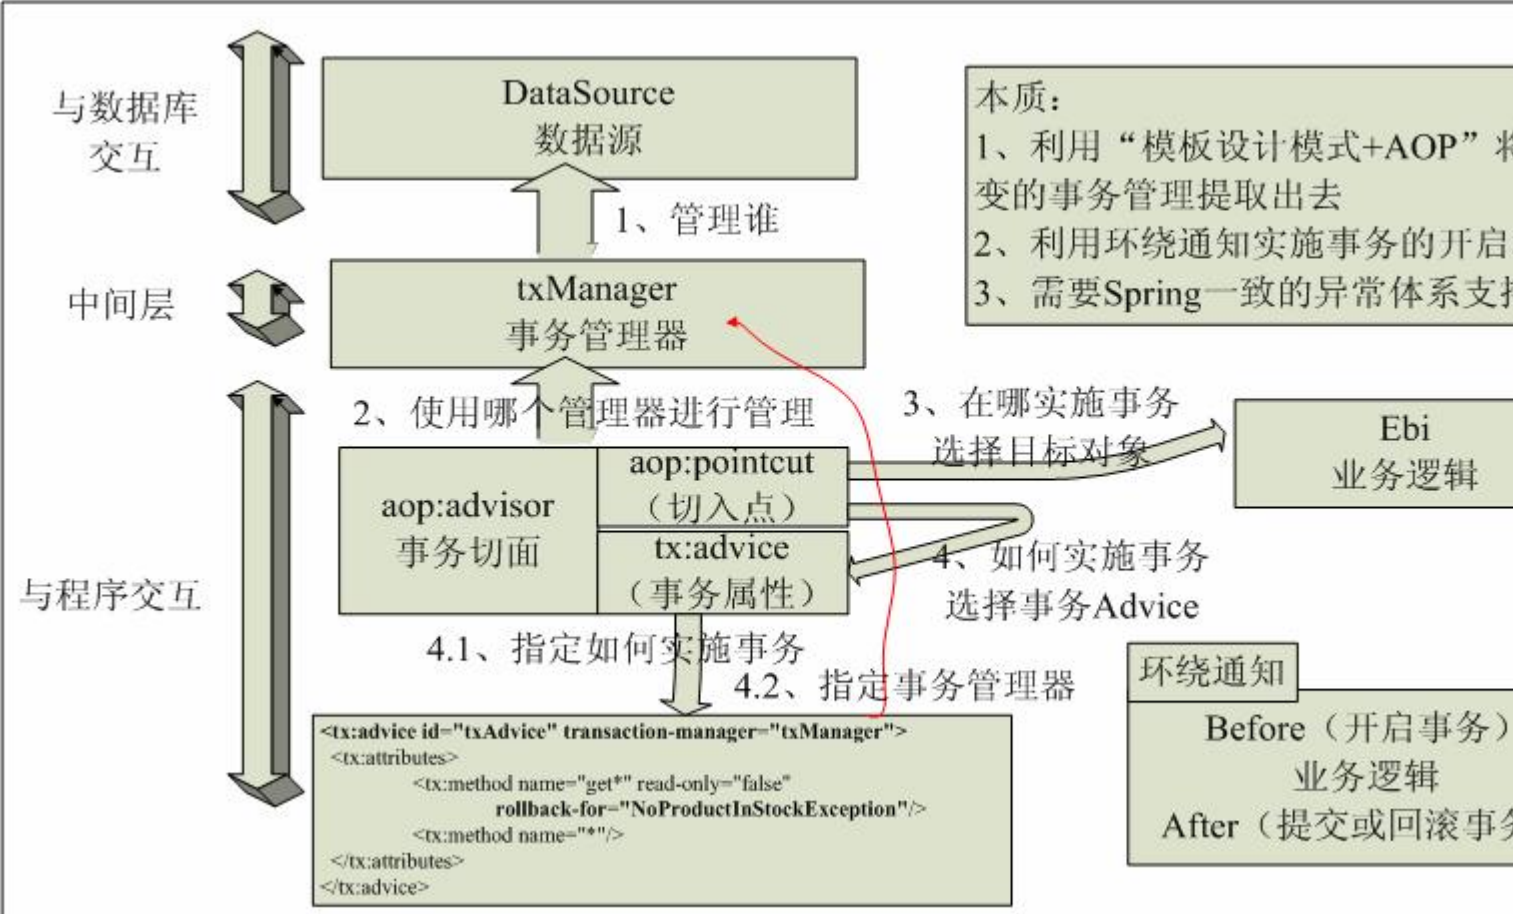 与数据库
交互
DataSource
数据源
1、管理谁
中间层
txManager
事务管理器
2、使用哪个管理器进行管理
与程序交互
aop:advisor
事务切面
aop:pointcut
（切入点）
tx:advice
（事务属性）
3、在哪实施事务
选择目标对象
Ebi
业务逻辑
4、如何实施事务
选择事务Advice
4.1、指定如何实施事务
4.2、指定事务管理器
<tx:advice id="txAdvice" transaction-manager="txManager">
<tx:attributes>
<tx:method name="get*" read-only="false"
rollback-for="NoProductInStockException"/>
<tx:method name="*"/>
</tx:attributes>
</tx:advice>
本质：
1、利用“模板设计模式+AOP”将
变的事务管理提取出去
2、利用环绕通知实施事务的开启
3、需要Spring一致的异常体系支
环绕通知
Before（开启事务）
业务逻辑
After（提交或回滚事